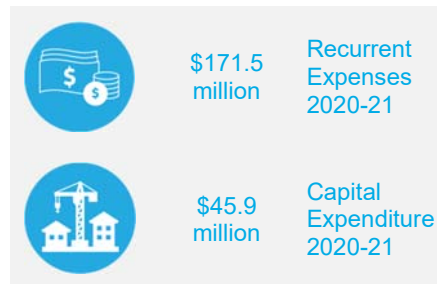 $171.5
million
Recurrent
Expenses
2020-21
$
$
$45.9
million
Capital
Expenditure
2020-21